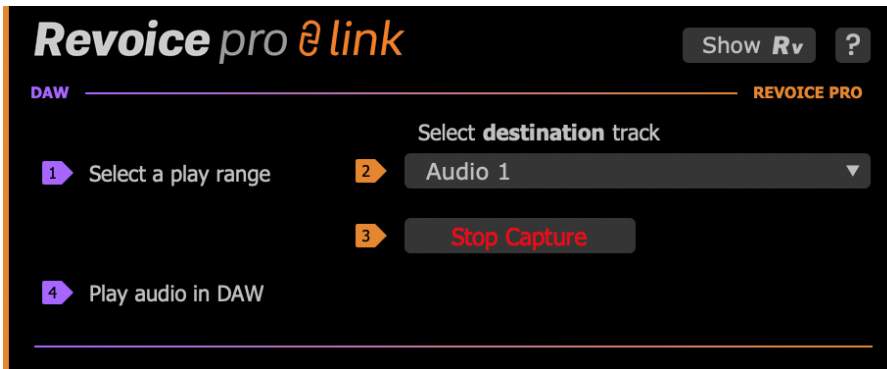 Revoice pro link
Show Rv ?
DAW REVOICE PRO
Select destination track
1 Select a play range 2 Audio 1
3 Stop Capture
4 Play audio in DAW